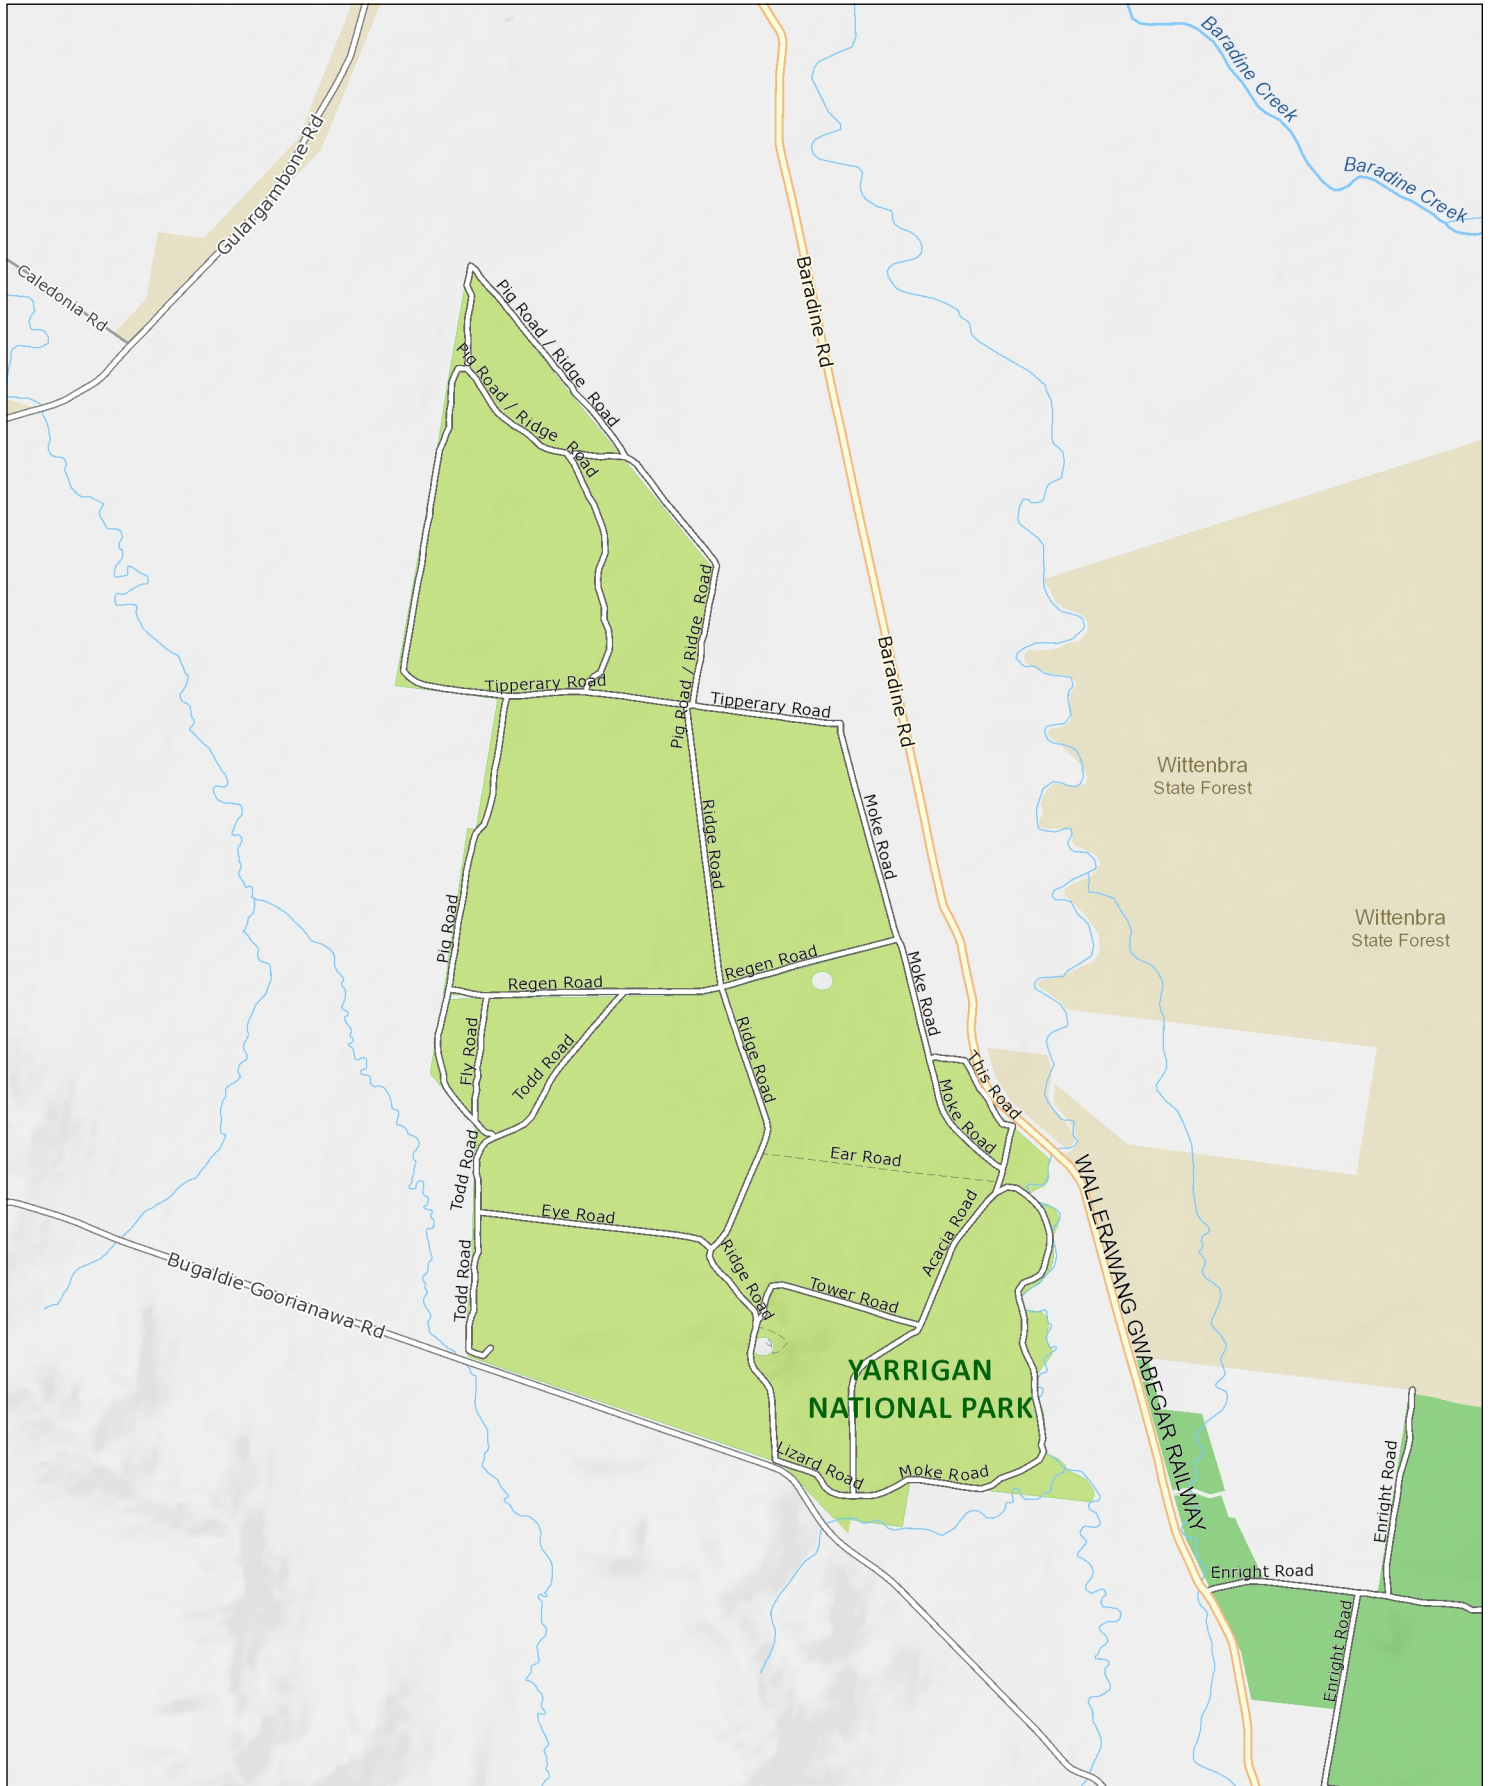 Baradine Creek
Baradine Creek
Gulargambone Rd
Caledonia Rd
Baradine Rd
Pig Road / Ridge Road
Pig Road / Ridge Road
Pig Road / Ridge Road
Tipperary Road
Tipperary Road
Baradine Rd
Wittenbra
State Forest
Ridge Road
Moke Road
Pig Road
Wittenbra
State Forest
Regen Road
Regen Road
Moke Road
Fly Road
Todd Road
Ridge Road
This Road
Moke Road
Todd Road
Ear Road
Eye Road
Acacia Road
Todd Road
Ridge Road
Tower Road
Bugaldie-Goorianawa-Rd
WALLERAWANG GWABEGAR RAILWAY
YARRIGAN
NATIONAL PARK
Lizard Road
Moke Road
Enright Road
Enright Road
Enright Road